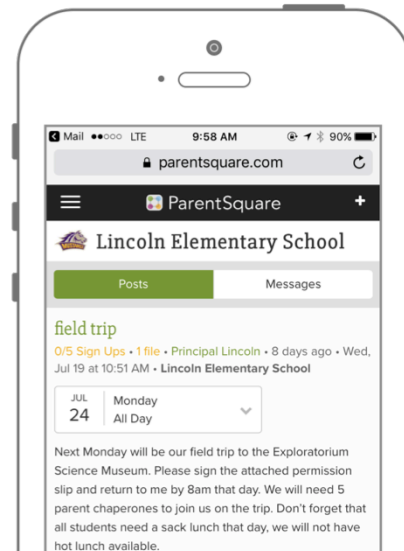 Mail LTE 9:58 AM 90%
parentsquare.com
ParentSquare +
Lincoln Elementary School
Posts Messages
field trip
0/5 Sign Ups • 1 file • Principal Lincoln • 8 days ago • Wed,
Jul 19 at 10:51 AM • Lincoln Elementary School
JUL Monday
24 All Day
Next Monday will be our field trip to the Exploratorium
Science Museum. Please sign the attached permission
slip and return to me by 8am that day. We will need 5
parent chaperones to join us on the trip. Don't forget that
all students need a sack lunch that day, we will not have
hot lunch available.